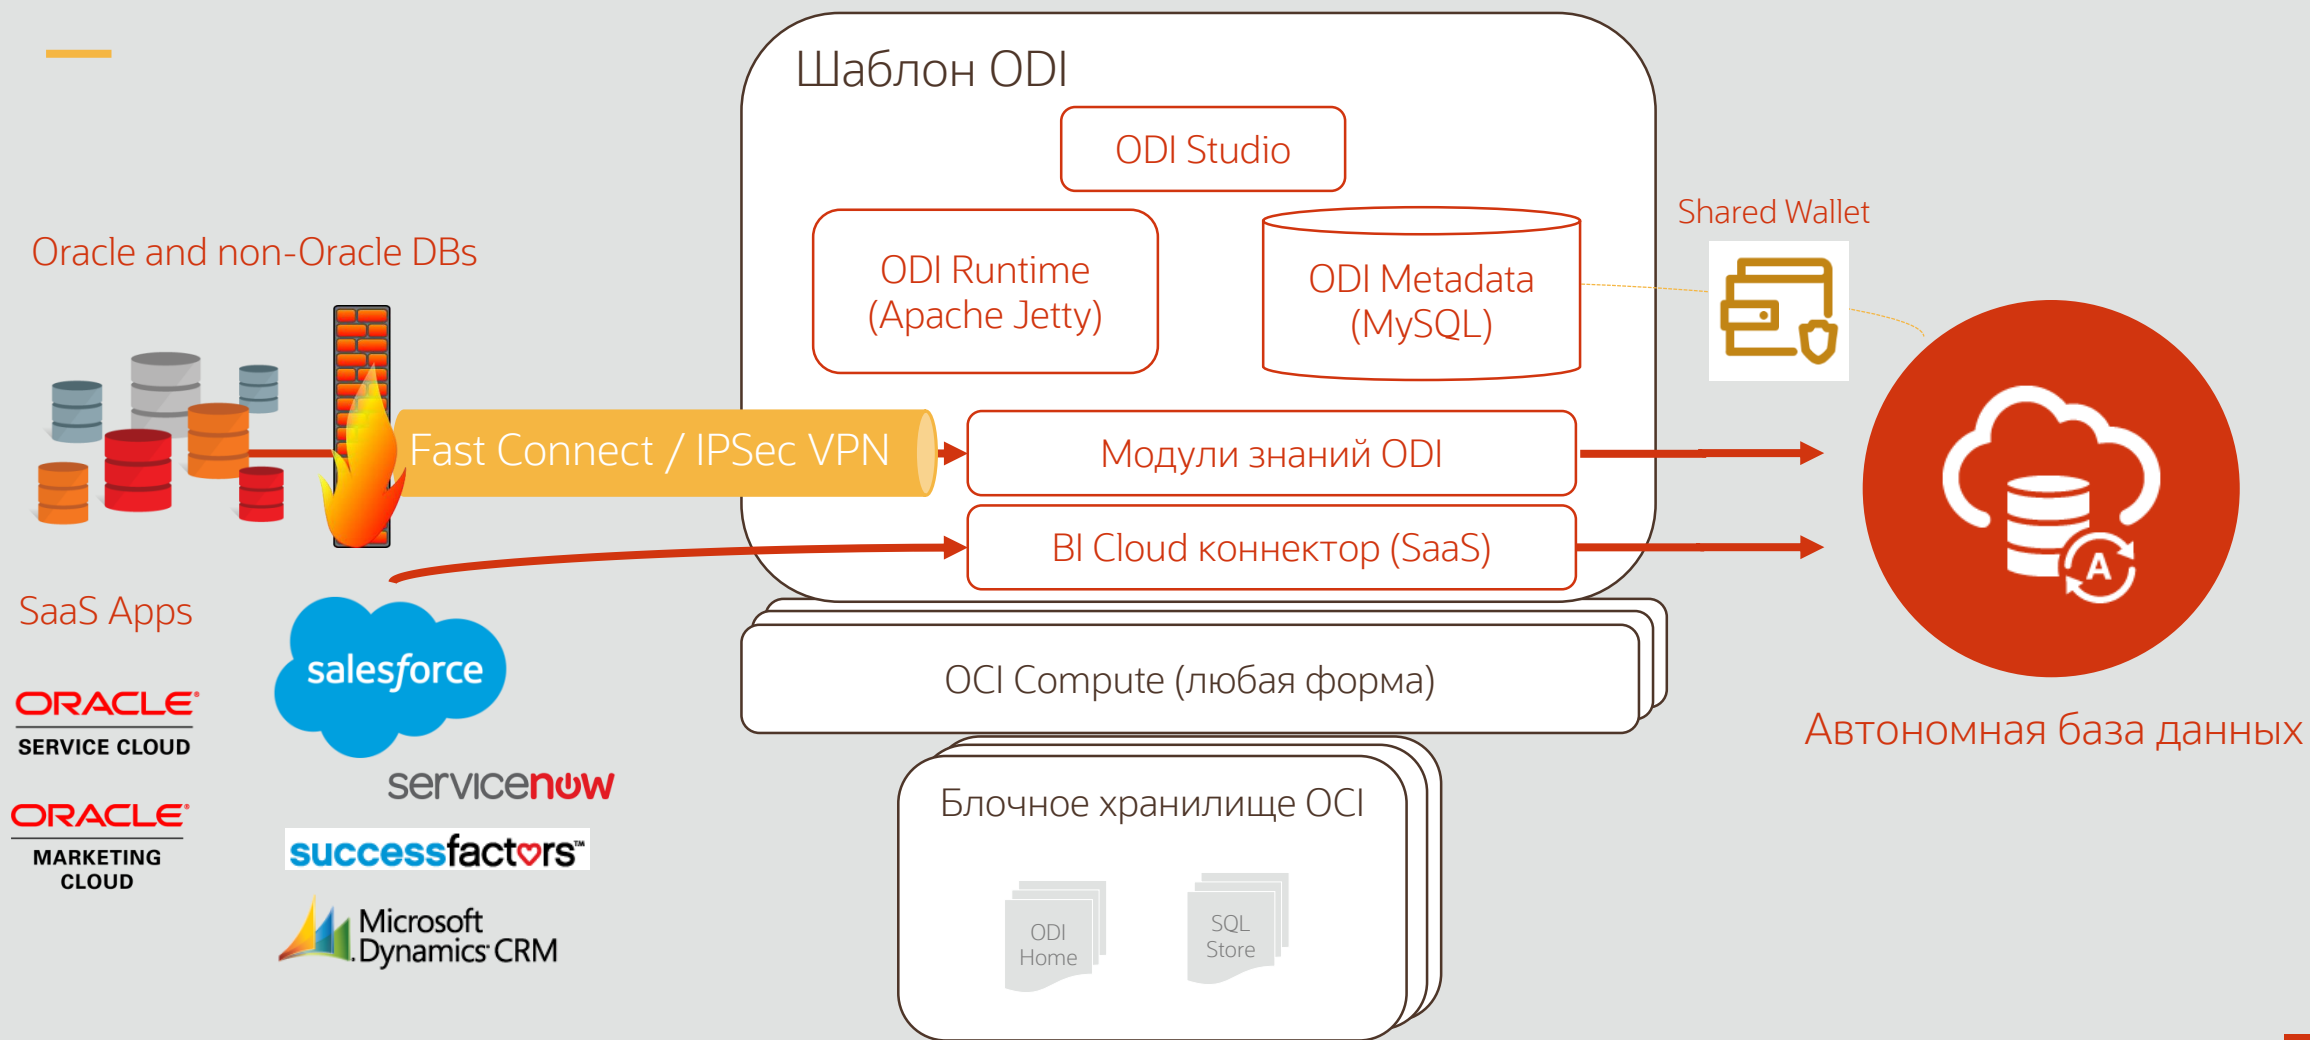 Шаблон ODI
ODI Studio
ODI Runtime
(Apache Jetty)
ODI Metadata
(MySQL)
Shared Wallet
Oracle and non-Oracle DBs
Fast Connect / IPSec VPN
Модули знаний ODI
BI Cloud коннектор (SaaS)
A
SaaS Apps
salesforce
ORACLE®
SERVICE CLOUD
servicenow
ORACLE®
MARKETING
CLOUD
successfactors™
Microsoft
Dynamics CRM
OCI Compute (любая форма)
Автономная база данных
Блочное хранилище OCI
ODI
Home
SQL
Store